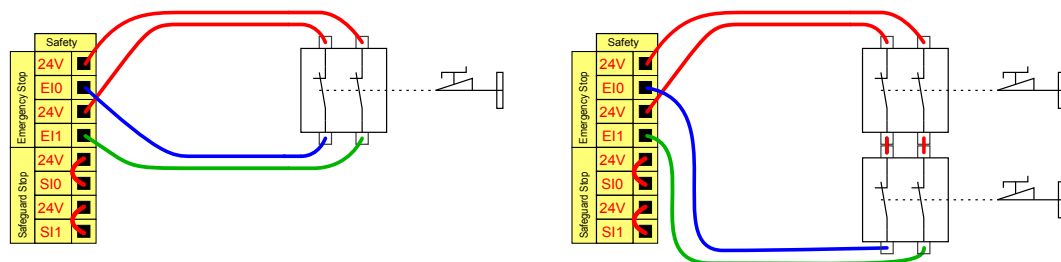 Safety
Emergency Stop
24V
EI0
24V
EI1
Safeguard Stop
24V
SI0
24V
SI1
Safety
Emergency Stop
24V
EI0
24V
EI1
Safeguard Stop
24V
SI0
24V
SI1